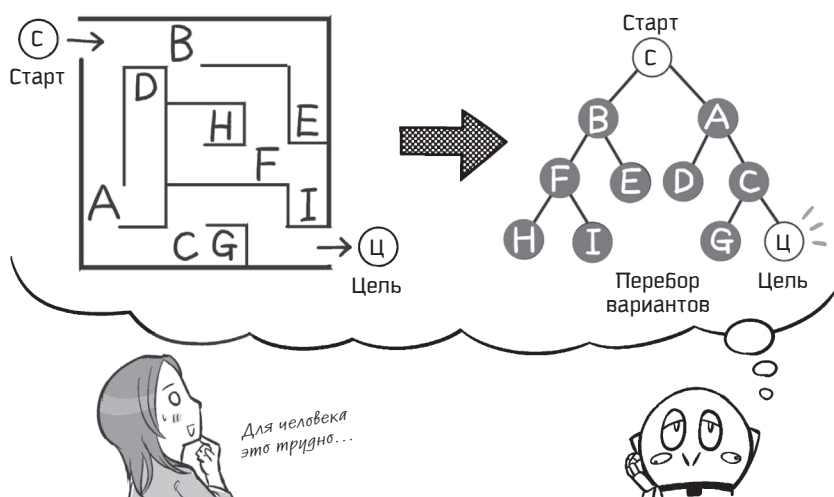 С
Старт
B
D
H
E
F
A
I
C
G
Ц
Цель
Старт
С
B
A
F
E
D
C
H
I
G
Ц
Перебор
вариантов
Цель
Для человека
это трудно...